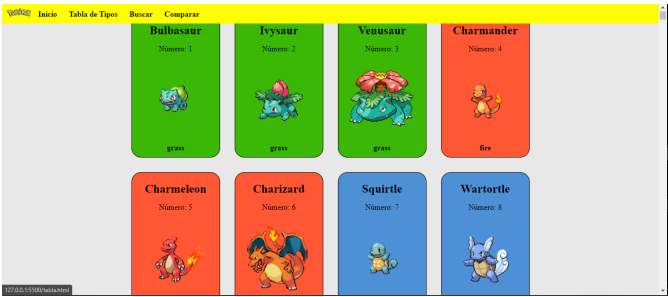 Pokémon Inicio Tabla de Tipos Buscar Comparar
Bulbasaur Ivysaur Venusaur Charmander
Número: 1 Número: 2 Número: 3 Número: 4
grass grass grass fire
Charmeleon Charizard Squirtle Wartortle
Número: 5 Número: 6 Número: 7 Número: 8
127.0.0.1:5500/tabla.html